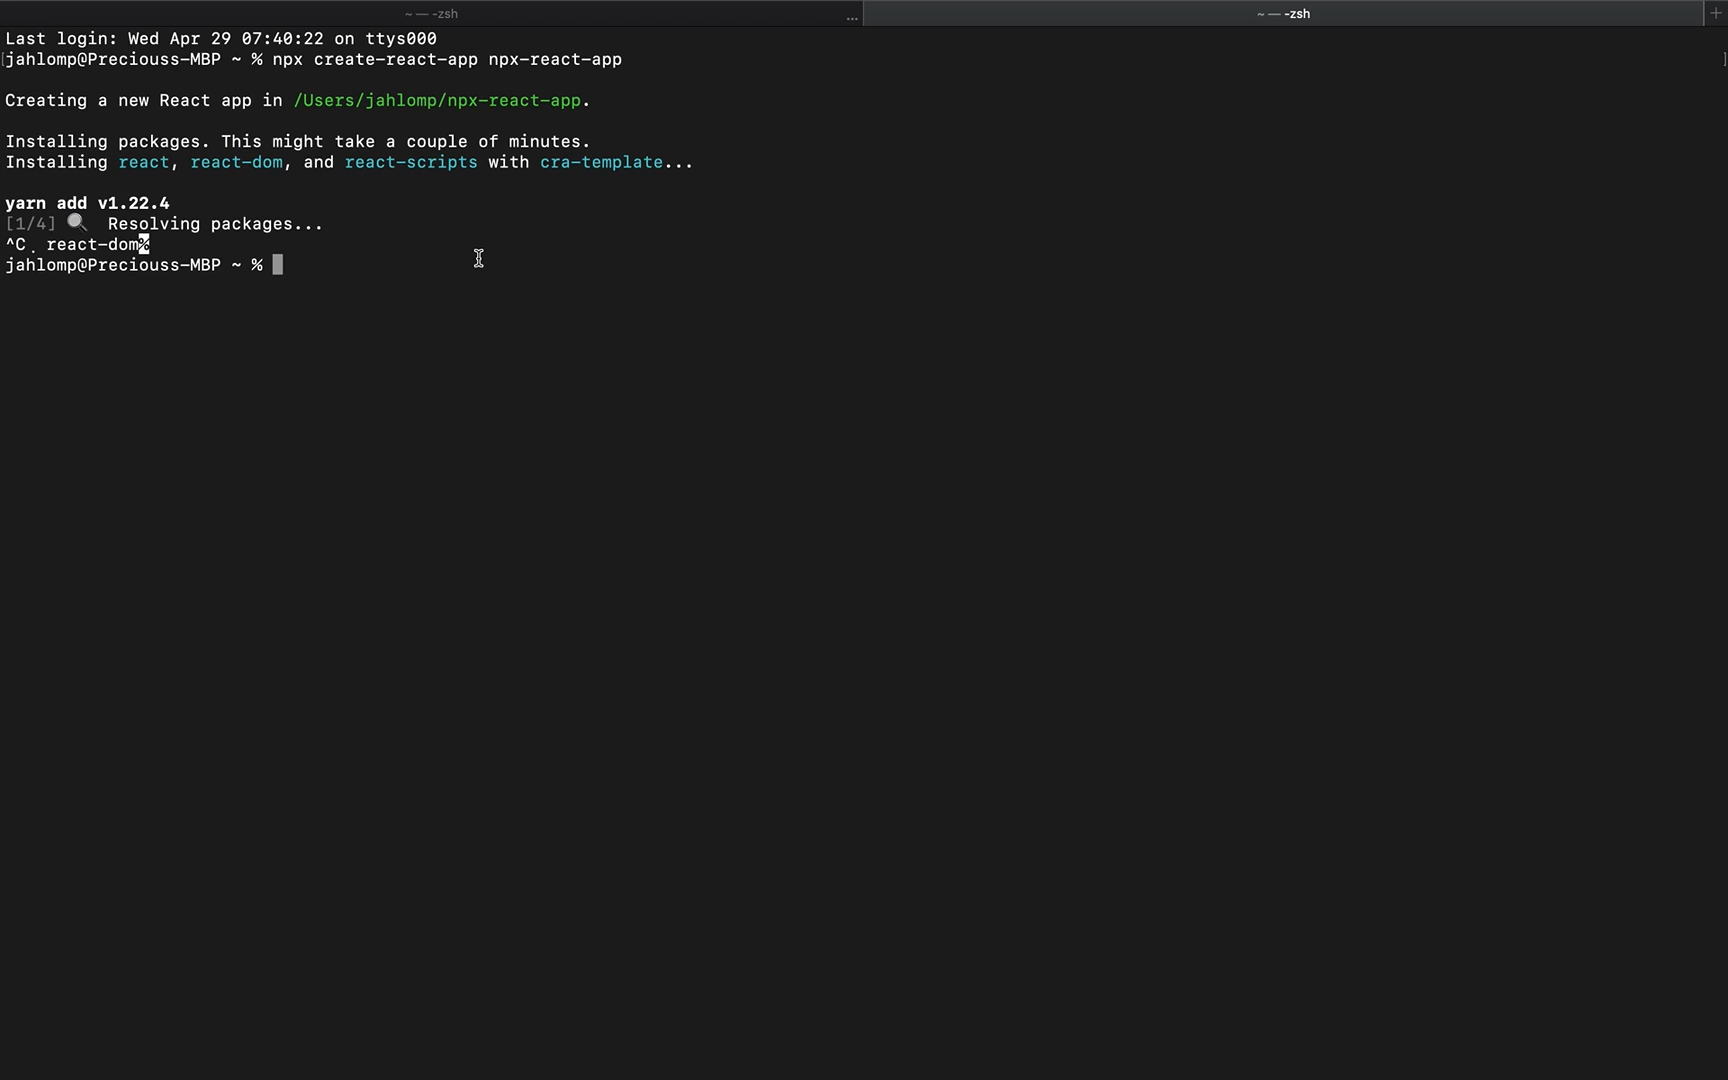 ~ — -zsh
... ~ — -zsh +
Last login: Wed Apr 29 07:40:22 on ttys000
[jahlomp@Preciouss-MBP ~ % npx create-react-app npx-react-app ]
Creating a new React app in /Users/jahlomp/npx-react-app.
Installing packages. This might take a couple of minutes.
Installing react, react-dom, and react-scripts with cra-template...
yarn add v1.22.4
[1/4] 🔍 Resolving packages...
^C . react-dom%
jahlomp@Preciouss-MBP ~ %